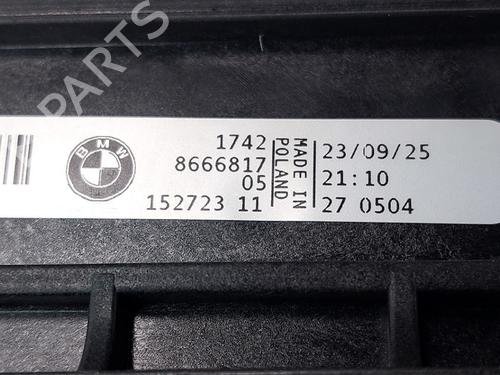 PARTS
BMW
1742
8666817
05
152723 11
MADE IN
POLAND
23/09/25
21:10
27 0504